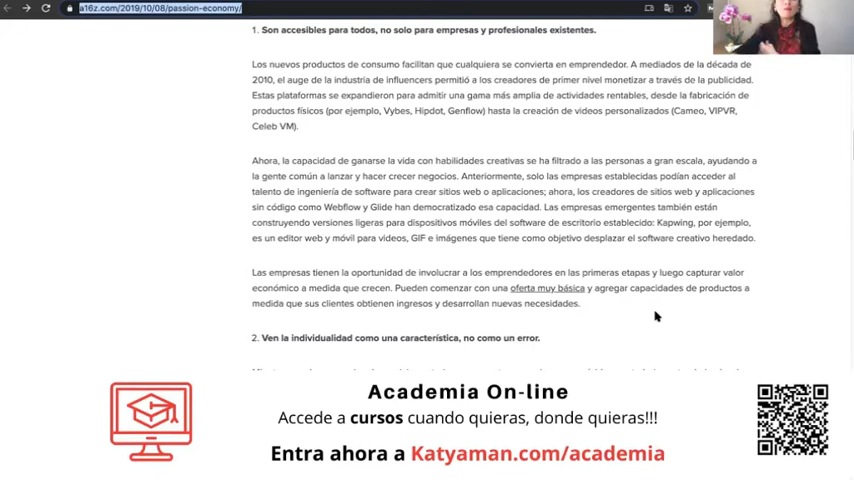 a16z.com/2019/10/08/passion-economy/
1. Son accesibles para todos, no solo para empresas y profesionales existentes.
Los nuevos productos de consumo facilitan que cualquiera se convierta en emprendedor. A mediados de la década de
2010, el auge de la industria de influencers permitió a los creadores de primer nivel monetizar a través de la publicidad.
Estas plataformas se expandieron para admitir una gama más amplia de actividades rentables, desde la fabricación de
productos físicos (por ejemplo, Vybes, Hipdot, Genflow) hasta la creación de videos personalizados (Cameo, VIPVR,
Celeb VM).
Ahora, la capacidad de ganarse la vida con habilidades creativas se ha filtrado a las personas a gran escala, ayudando a
la gente común a lanzar y hacer crecer negocios. Anteriormente, solo las empresas establecidas podían acceder al
talento de ingeniería de software para crear sitios web o aplicaciones; ahora, los creadores de sitios web y aplicaciones
sin código como Webflow y Glide han democratizado esa capacidad. Las empresas emergentes también están
construyendo versiones ligeras para dispositivos móviles del software de escritorio establecido: Kapwing, por ejemplo,
es un editor web y móvil para videos, GIF e imágenes que tiene como objetivo desplazar el software creativo heredado.
Las empresas tienen la oportunidad de involucrar a los emprendedores en las primeras etapas y luego capturar valor
económico a medida que crecen. Pueden comenzar con una oferta muy básica y agregar capacidades de productos a
medida que sus clientes obtienen ingresos y desarrollan nuevas necesidades.
2. Ven la individualidad como una característica, no como un error.
Academia On-line
Accede a cursos cuando quieras, donde quieras!!!
Entra ahora a Katyaman.com/academia